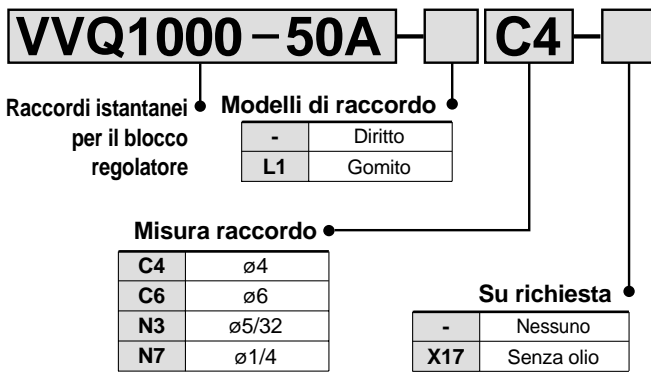 VVQ1000-50A- C4-
Raccordi istantanei
per il blocco
regolatore
Modelli di raccordo
- Diritto
L1 Gomito
Misura raccordo
C4 ø4
C6 ø6
N3 ø5/32
N7 ø1/4
Su richiesta
- Nessuno
X17 Senza olio